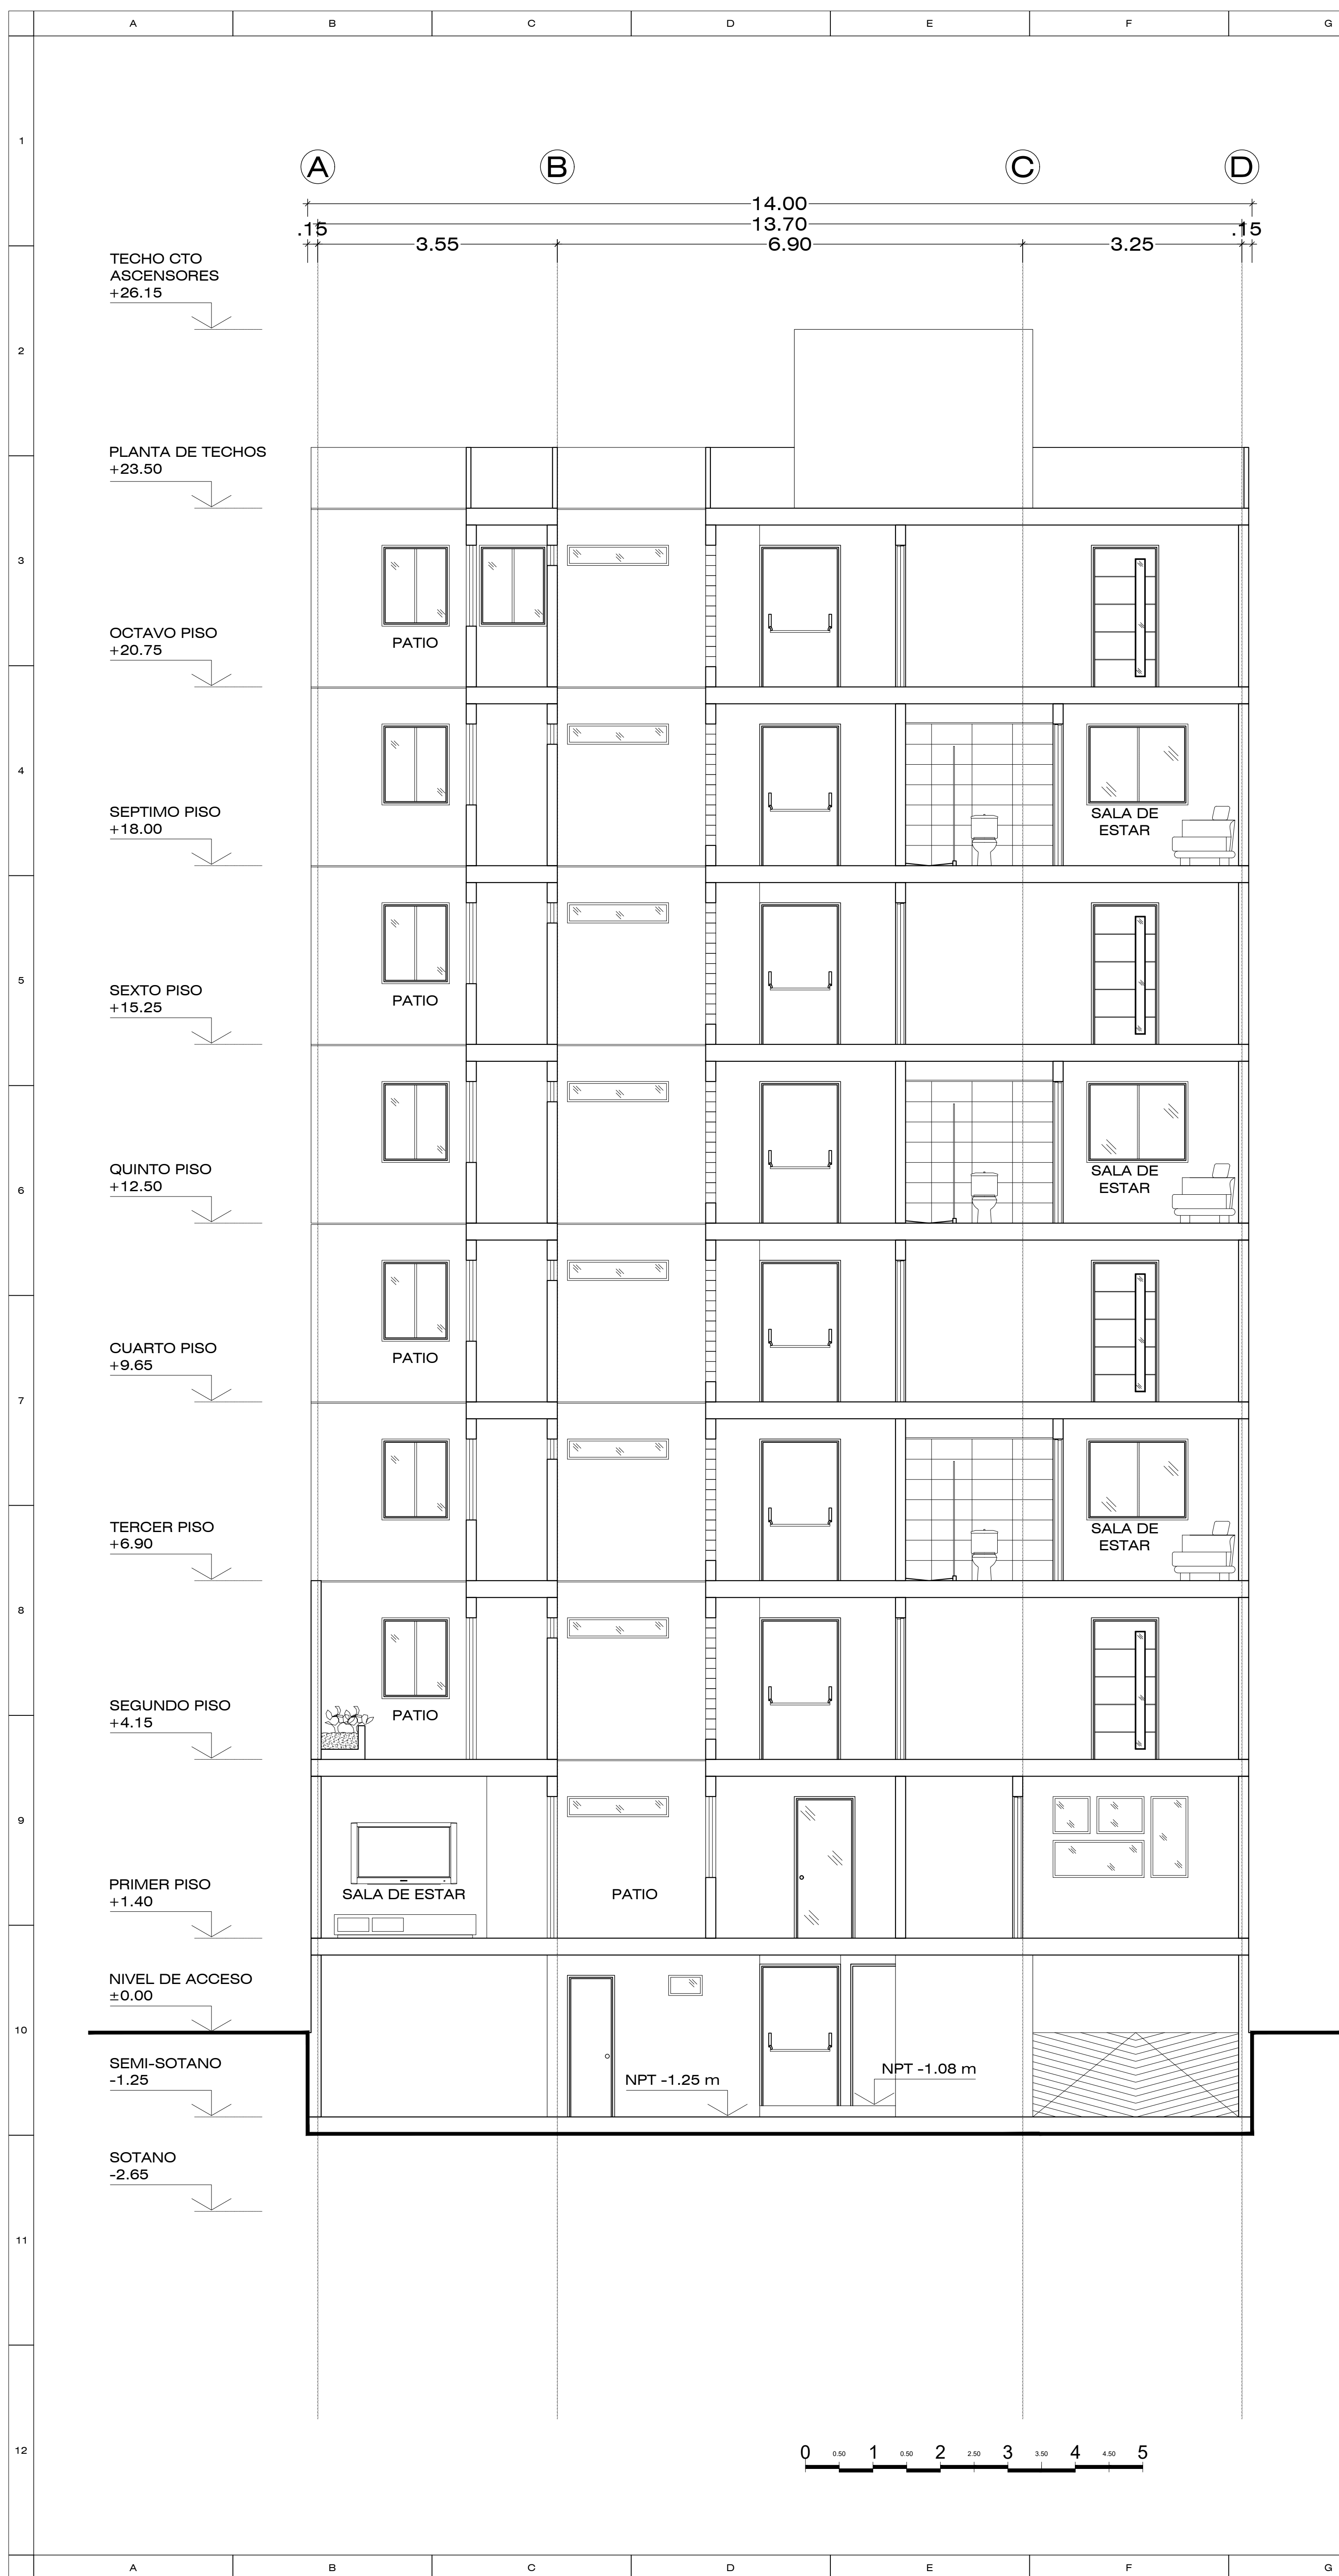 A B C D E F G
1
A B C D
14.00
13.70
.15 .15
3.55 6.90 3.25
TECHO CTO
ASCENSORES
+26.15
2
PLANTA DE TECHOS
+23.50
3
OCTAVO PISO
+20.75
PATIO
4
SEPTIMO PISO
+18.00
SALA DE
ESTAR
5
SEXTO PISO
+15.25
PATIO
6
QUINTO PISO
+12.50
SALA DE
ESTAR
CUARTO PISO
+9.65
PATIO
7
TERCER PISO
+6.90
SALA DE
ESTAR
8
SEGUNDO PISO
+4.15
PATIO
9
PRIMER PISO
+1.40
SALA DE ESTAR
PATIO
NIVEL DE ACCESO
±0.00
10
SEMI-SOTANO
-1.25
NPT -1.25 m
NPT -1.08 m
SOTANO
-2.65
11
12
0 0.50 1 0.50 2 2.50 3 3.50 4 4.50 5
A B C D E F G